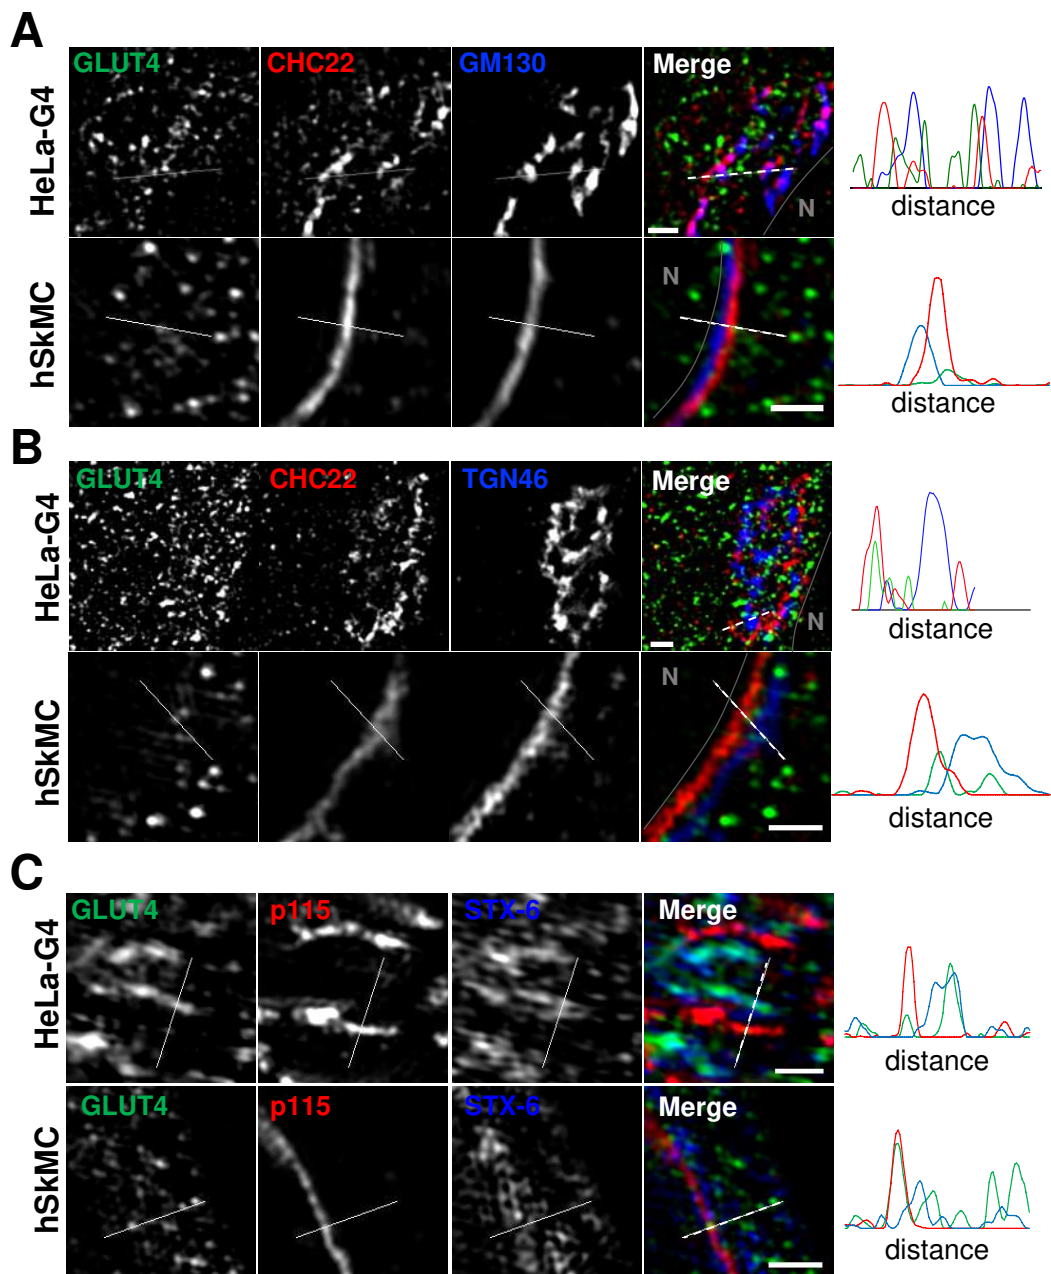 A
GLUT4 CHC22 GM130 Merge
HeLa-G4
N
distance
hSkMC
N
distance
B
GLUT4 CHC22 TGN46 Merge
HeLa-G4
N
distance
hSkMC
N
distance
C
GLUT4 p115 STX-6 Merge
HeLa-G4
distance
GLUT4 p115 STX-6 Merge
hSkMC
distance